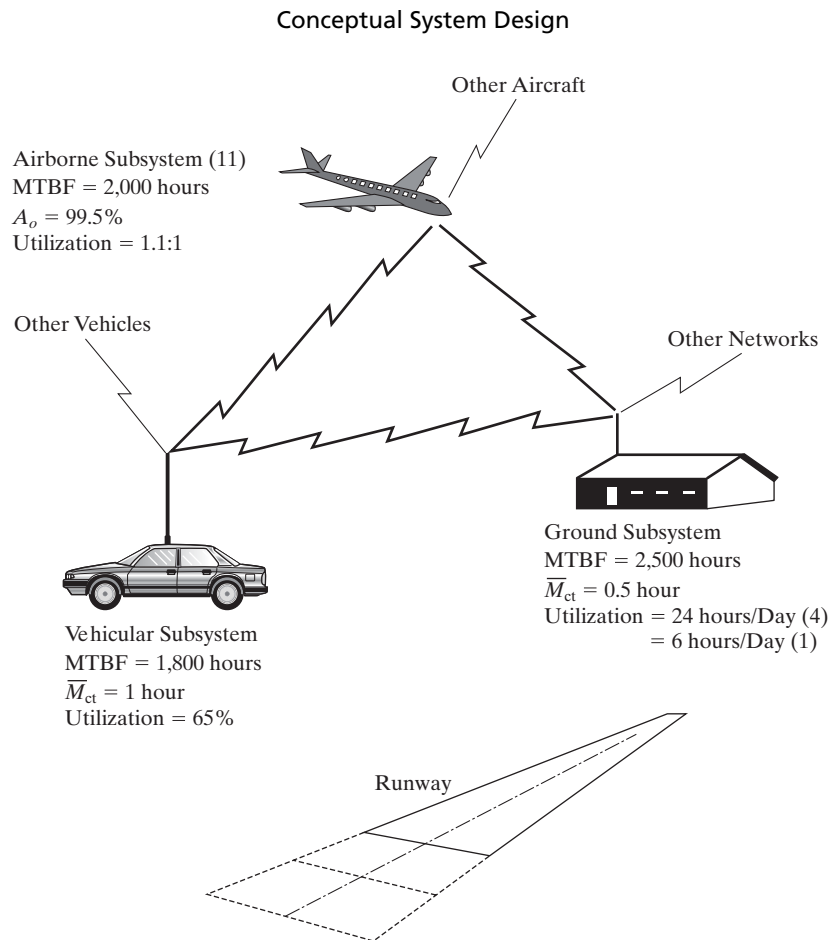 Conceptual System Design
Other Aircraft
Airborne Subsystem (11)
MTBF = 2,000 hours
Aₒ = 99.5%
Utilization = 1.1:1
Other Vehicles
Other Networks
Ground Subsystem
MTBF = 2,500 hours
M̅ct = 0.5 hour
Utilization = 24 hours/Day (4)
= 6 hours/Day (1)
Vehicular Subsystem
MTBF = 1,800 hours
M̅ct = 1 hour
Utilization = 65%
Runway